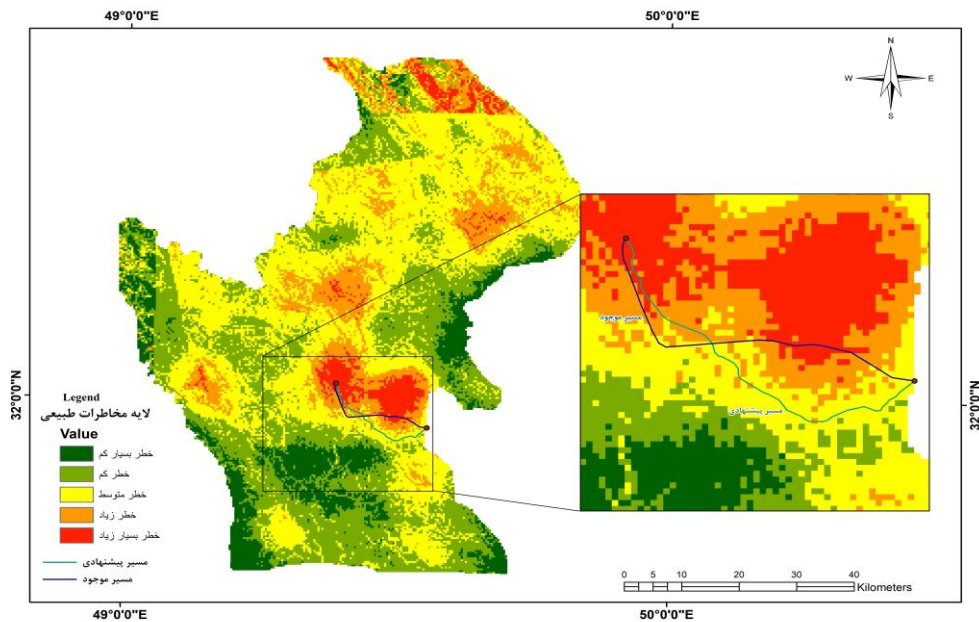 49°0'0"E
50°0'0"E
N
W
E
S
32°0'0"N
32°0'0"N
مسیر موجود
مسیر پیشنهادی
Legend
لایه مخاطرات طبیعی
Value
خطر بسیار کم
خطر کم
خطر متوسط
خطر زیاد
خطر بسیار زیاد
مسیر پیشنهادی
مسیر موجود
0 5 10 20 30 40
Kilometers
49°0'0"E
50°0'0"E